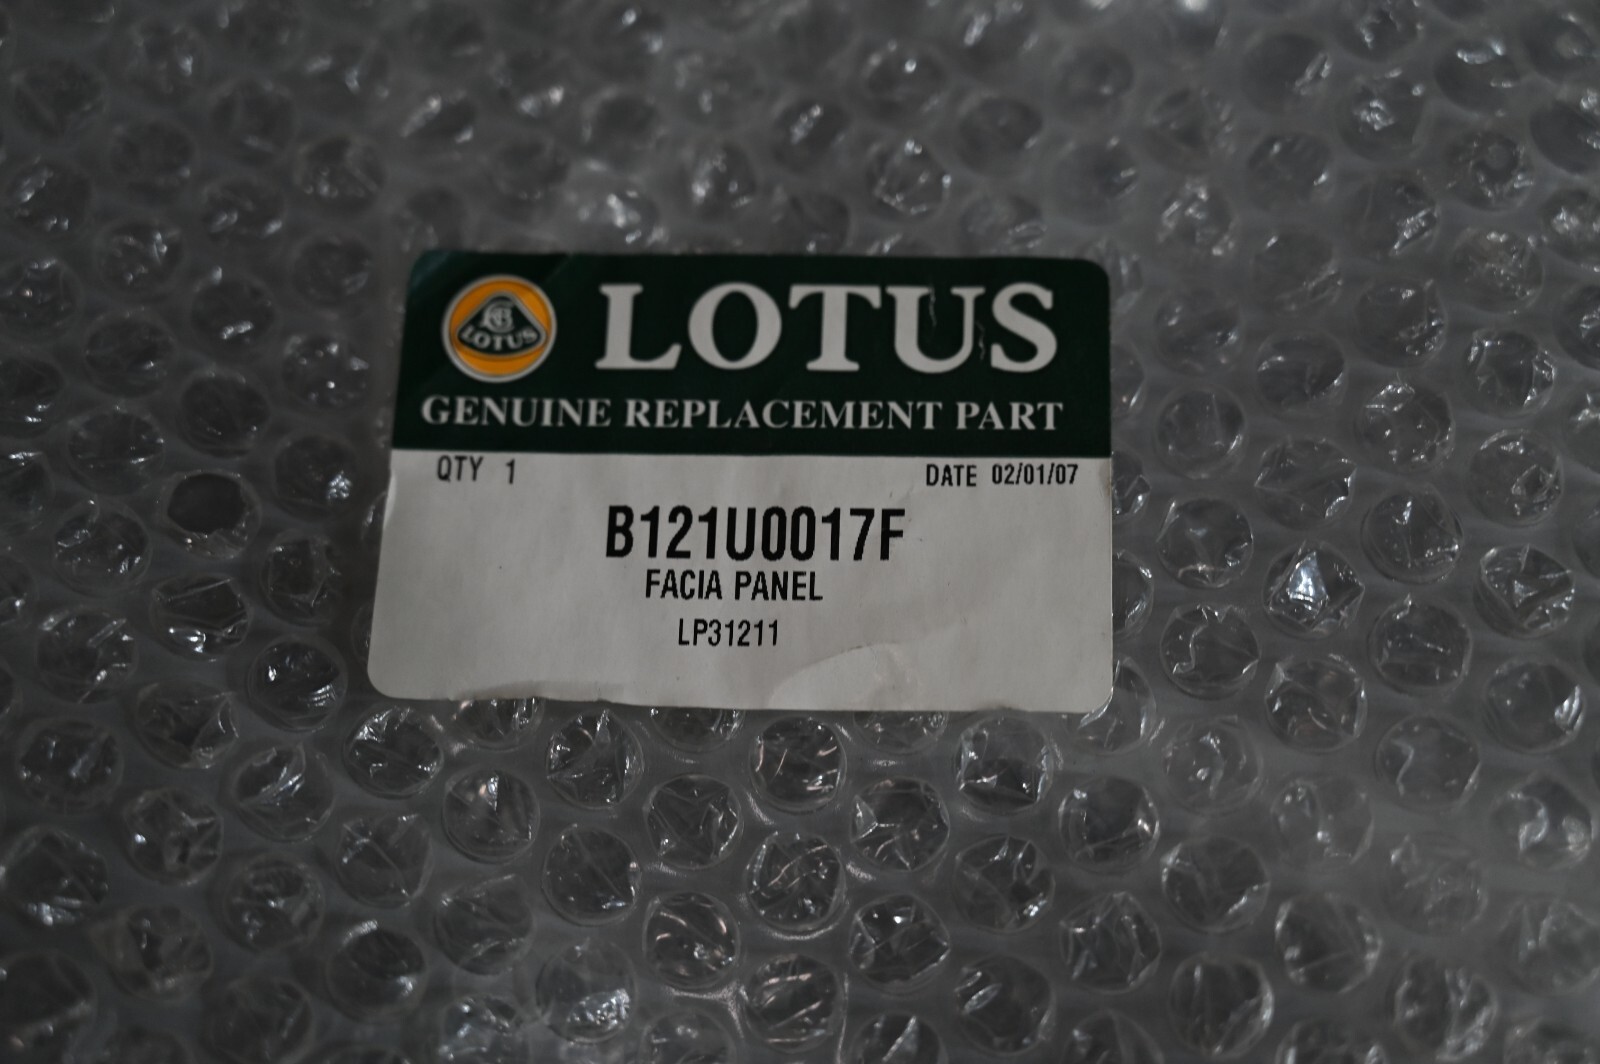 LOTUS
LOTUS
GENUINE REPLACEMENT PART
QTY 1 DATE 02/01/07
B121U0017F
FACIA PANEL
LP31211